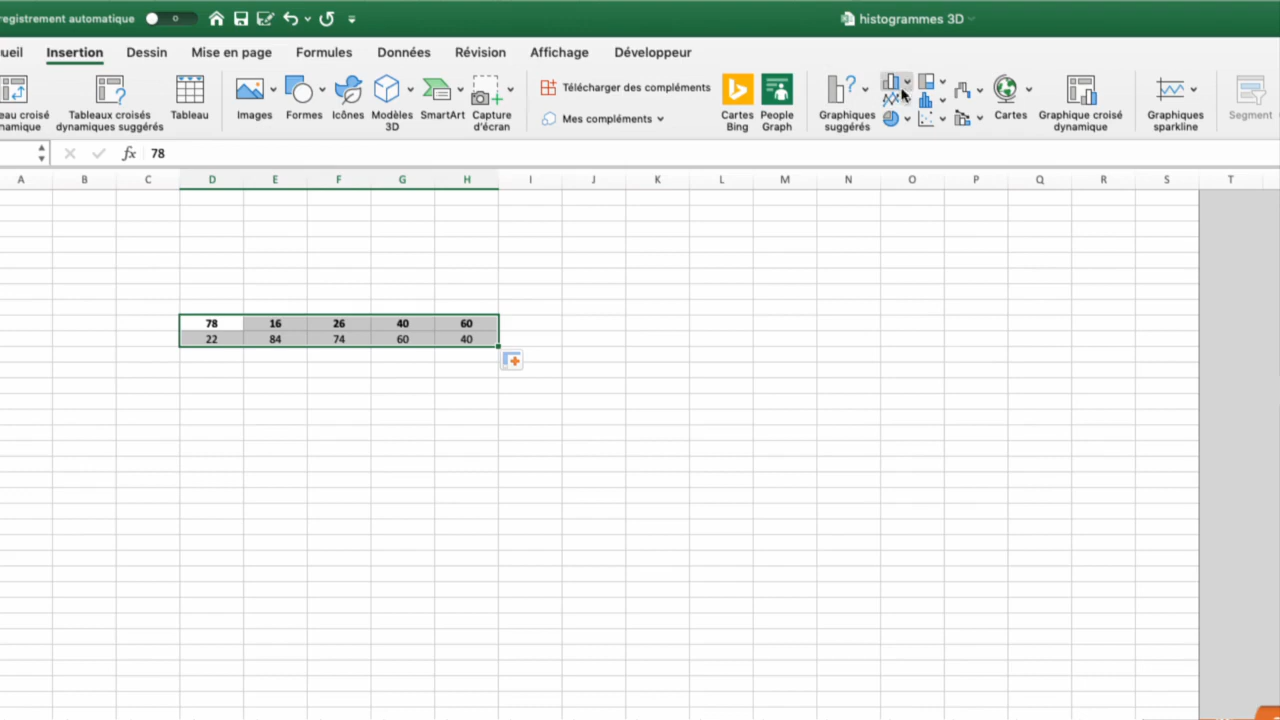 registrement automatique 0 histogrammes 3D
ueil Insertion Dessin Mise en page Formules Données Révision Affichage Développeur
eau croisé
namique
Tableaux croisés
dynamiques suggérés
Tableau
Images
Formes
Icônes
Modèles
3D
SmartArt
Capture
d'écran
Télécharger des compléments
Mes compléments
Cartes
Bing
People
Graph
Graphiques
suggérés
Cartes
Graphique croisé
dynamique
Graphiques
sparkline
Segment
fx 78
A B C D E F G H I J K L M N O P Q R S T
78 16 26 40 60
22 84 74 60 40